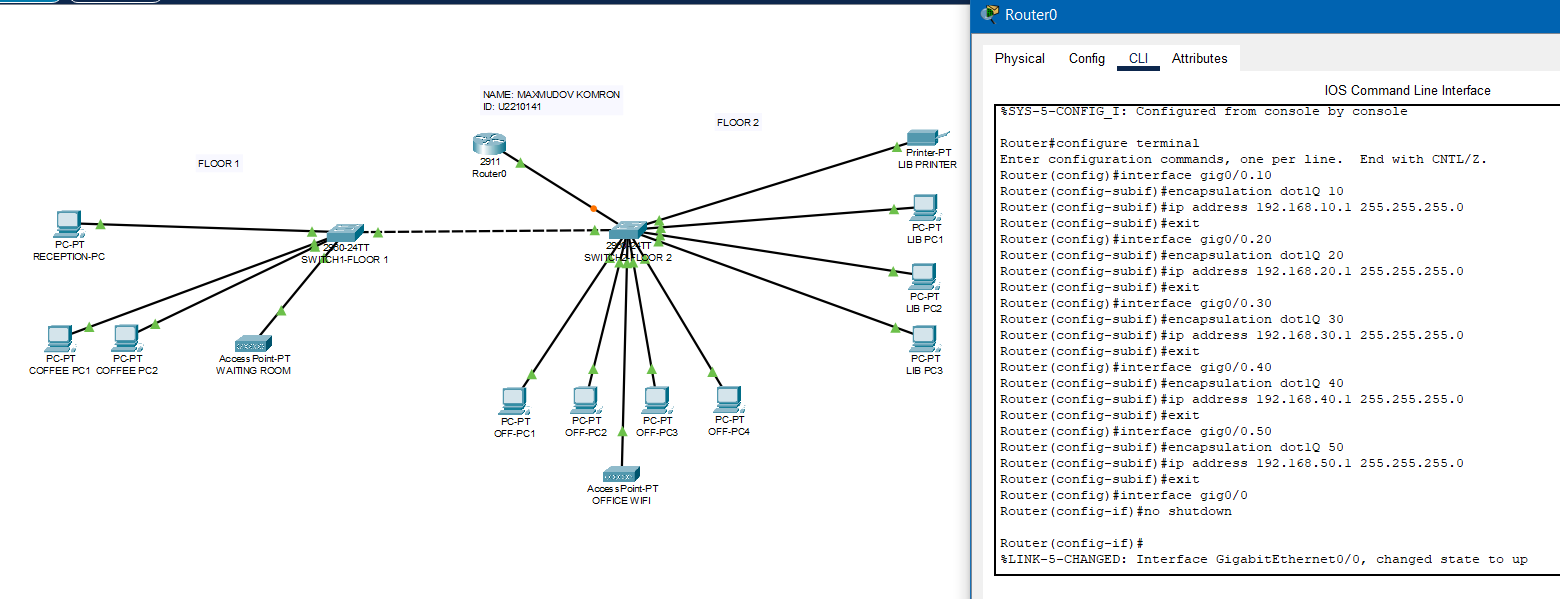 NAME: MAXMUDOV KOMRON
ID: U2210141
FLOOR 2
FLOOR 1
2911
Router0
Printer-PT
LIB PRINTER
PC-PT
RECEPTION-PC
2960-24TT
SWITCH1-FLOOR 1
2960-24TT
SWITCH2-FLOOR 2
PC-PT
LIB PC1
PC-PT
LIB PC2
PC-PT
LIB PC3
PC-PT
COFFEE PC1
PC-PT
COFFEE PC2
Access Point-PT
WAITING ROOM
PC-PT
OFF-PC1
PC-PT
OFF-PC2
PC-PT
OFF-PC3
PC-PT
OFF-PC4
Access Point-PT
OFFICE WIFI
Router0
Physical Config CLI Attributes
IOS Command Line Interface
%SYS-5-CONFIG_I: Configured from console by console
Router#configure terminal
Enter configuration commands, one per line. End with CNTL/Z.
Router(config)#interface gig0/0.10
Router(config-subif)#encapsulation dot1Q 10
Router(config-subif)#ip address 192.168.10.1 255.255.255.0
Router(config-subif)#exit
Router(config)#interface gig0/0.20
Router(config-subif)#encapsulation dot1Q 20
Router(config-subif)#ip address 192.168.20.1 255.255.255.0
Router(config-subif)#exit
Router(config)#interface gig0/0.30
Router(config-subif)#encapsulation dot1Q 30
Router(config-subif)#ip address 192.168.30.1 255.255.255.0
Router(config-subif)#exit
Router(config)#interface gig0/0.40
Router(config-subif)#encapsulation dot1Q 40
Router(config-subif)#ip address 192.168.40.1 255.255.255.0
Router(config-subif)#exit
Router(config)#interface gig0/0.50
Router(config-subif)#encapsulation dot1Q 50
Router(config-subif)#ip address 192.168.50.1 255.255.255.0
Router(config-subif)#exit
Router(config)#interface gig0/0
Router(config-if)#no shutdown
Router(config-if)#
%LINK-5-CHANGED: Interface GigabitEthernet0/0, changed state to up